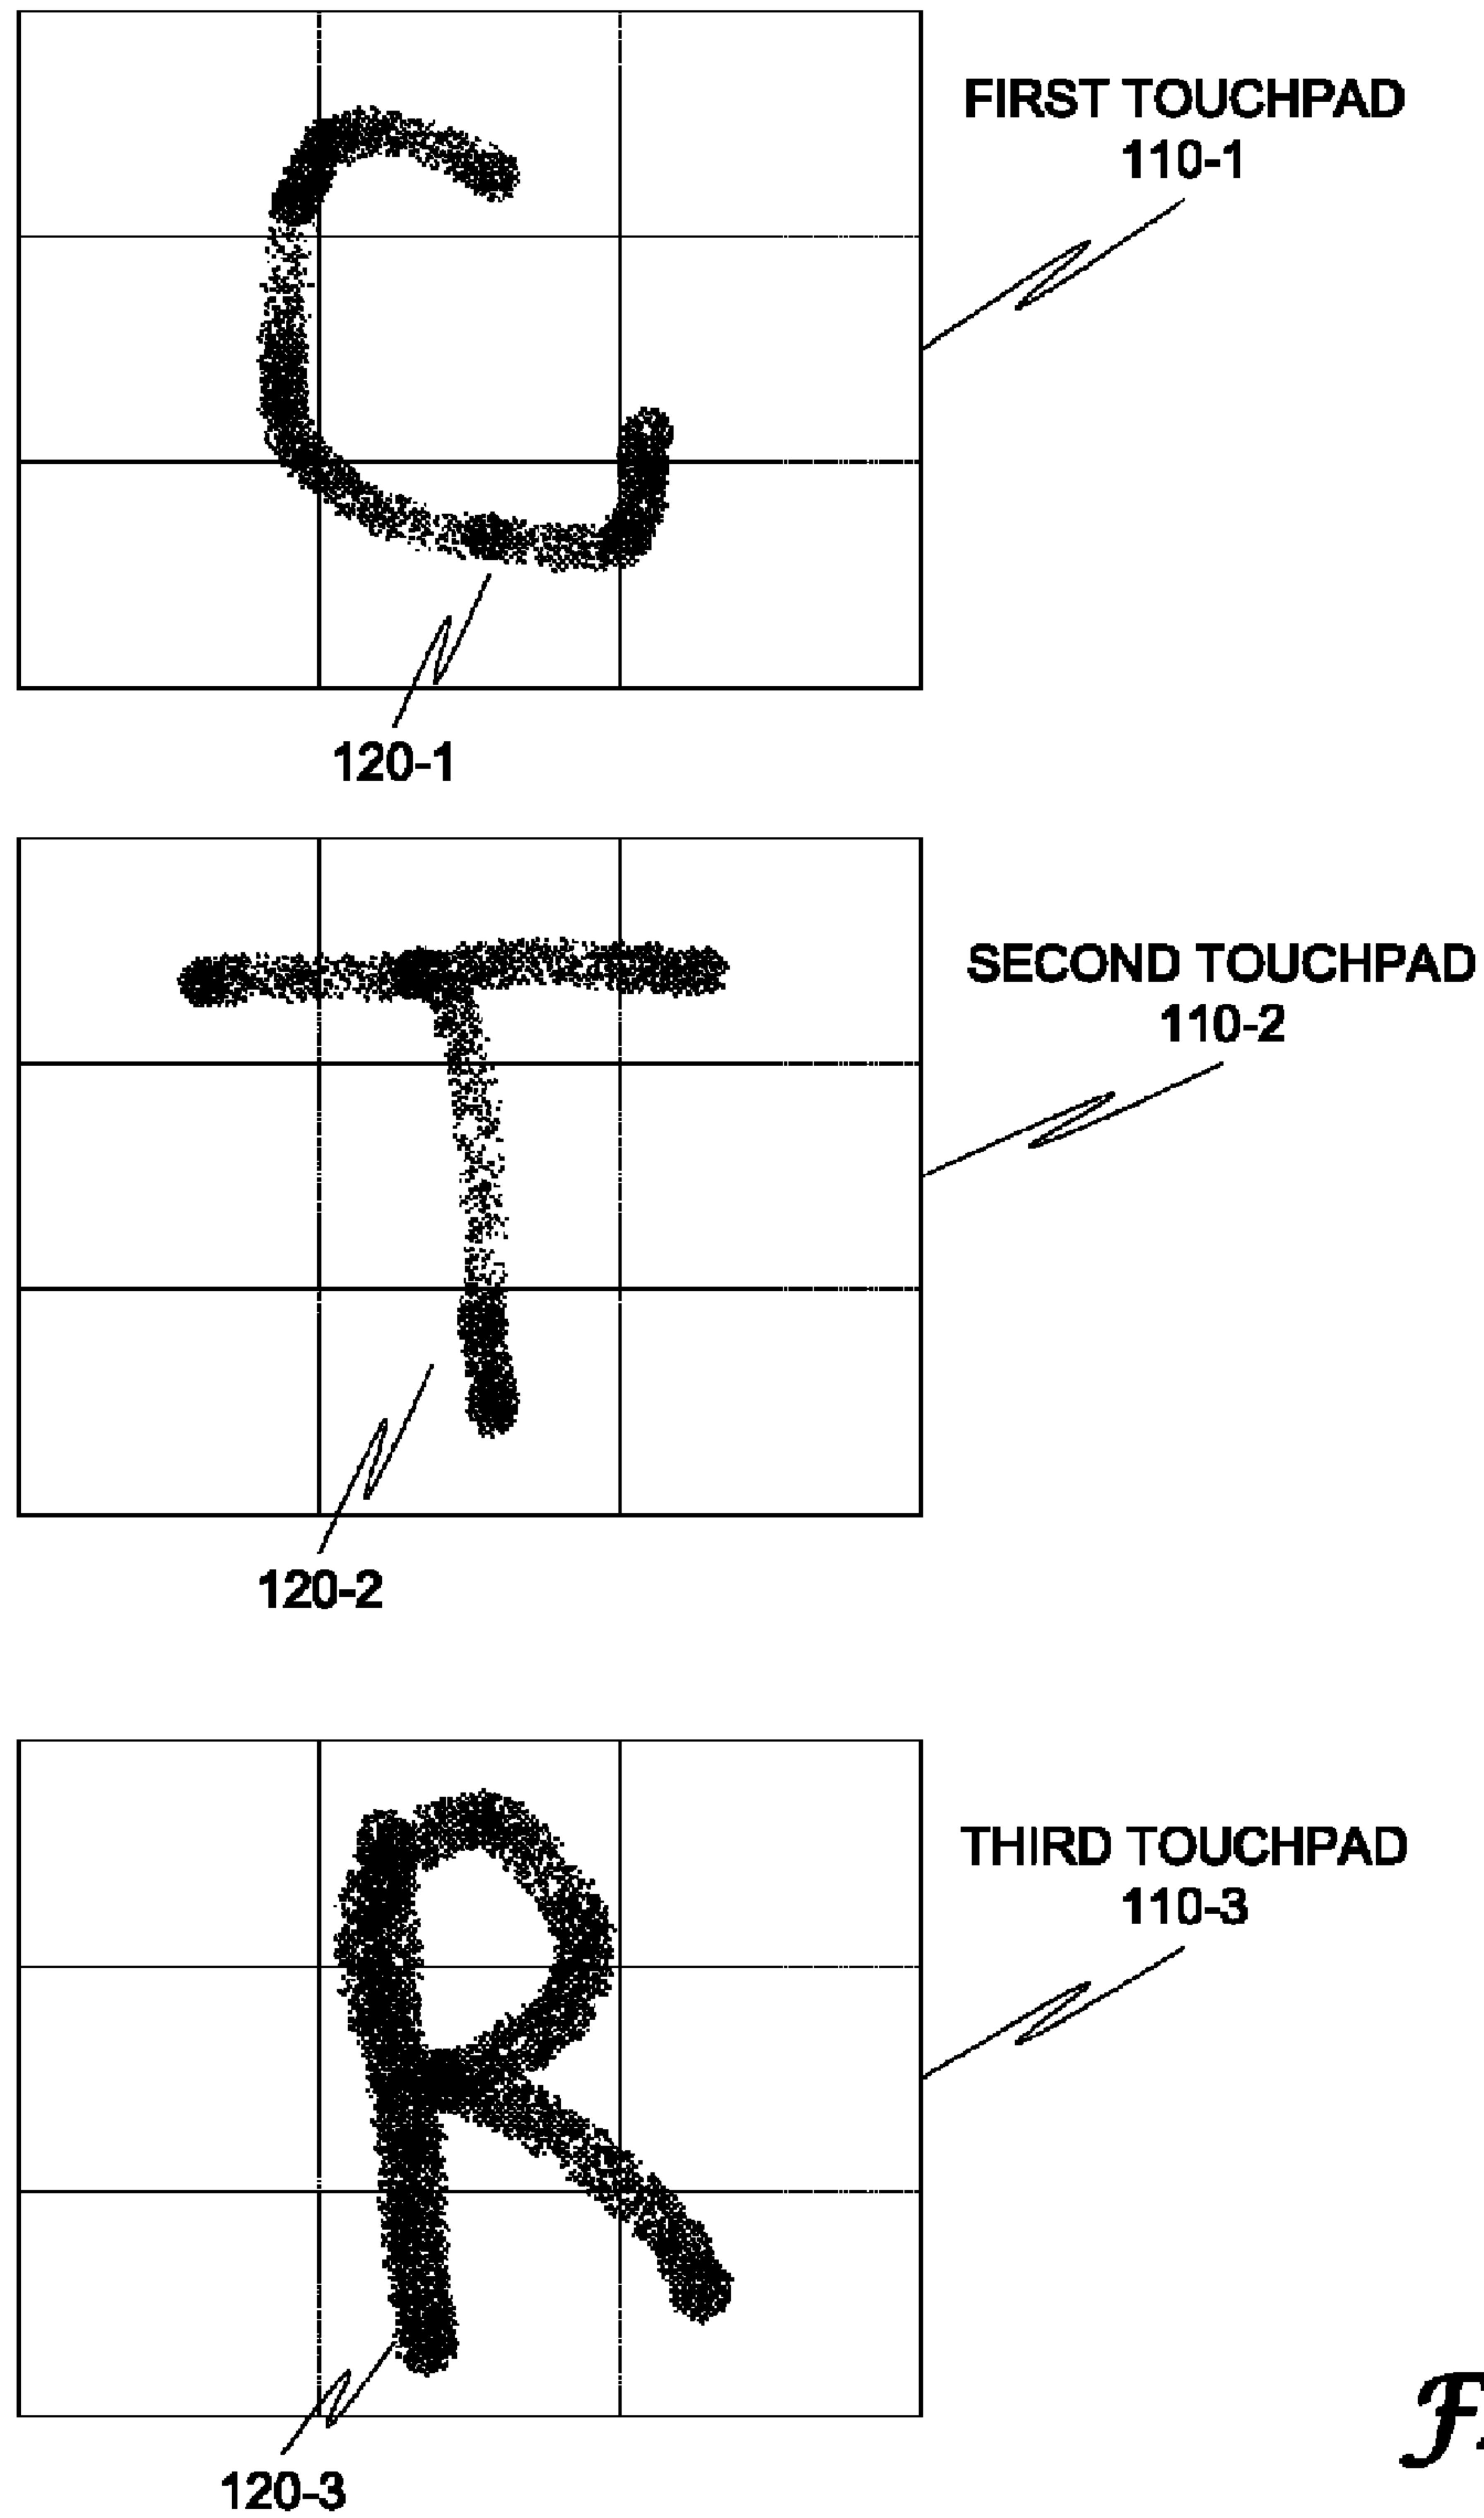 FIRST TOUCHPAD
110-1
120-1
SECOND TOUCHPAD
110-2
T
120-2
THIRD TOUCHPAD
110-3
R
120-3